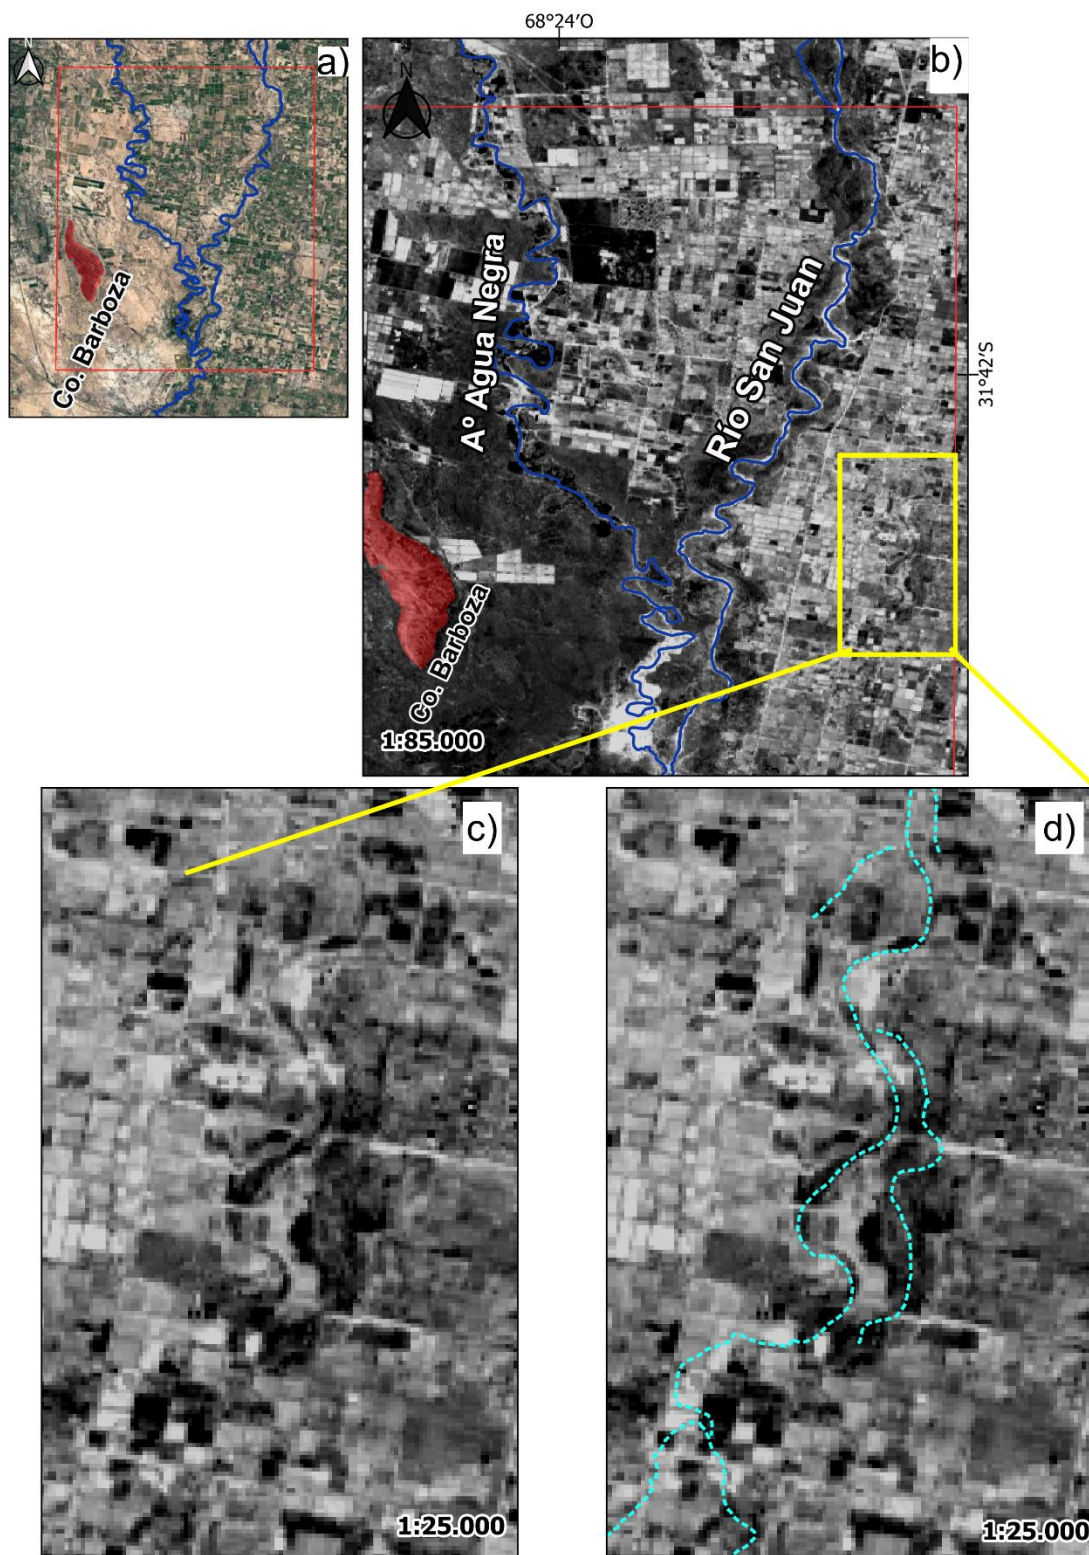 68°24′O
N
a)
Co. Barboza
N
b)
Aº Agua Negra
Río San Juan
31°42′S
Co. Barboza
1:85.000
c)
1:25.000
d)
1:25.000